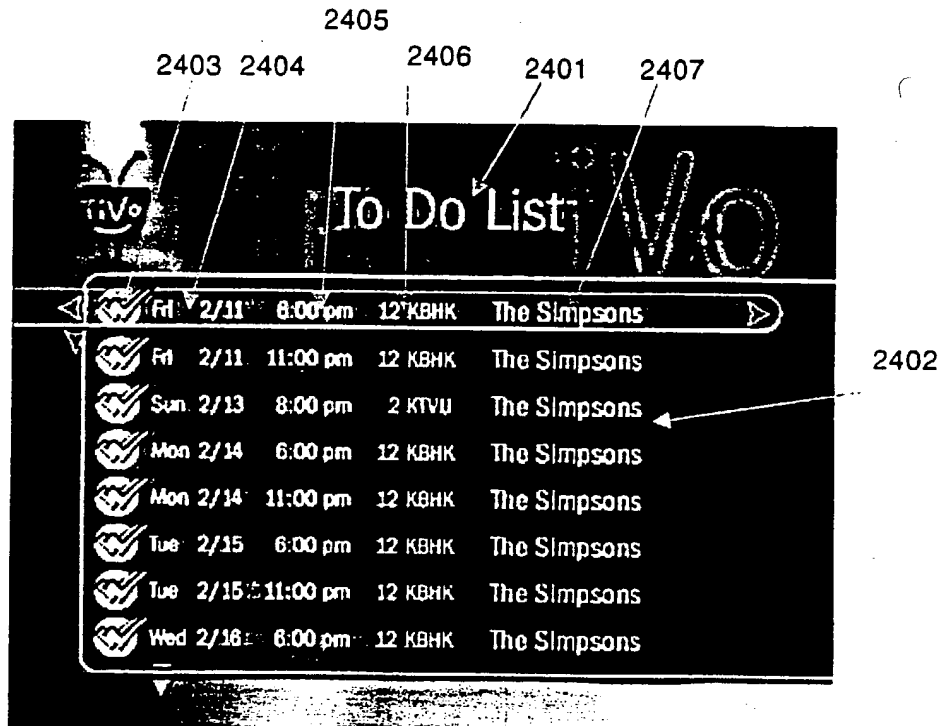 2405
2403 2404 2406 2401 2407
TiVo
To Do List
TiVo
Fri 2/11 6:00 pm 12 KBHK The Simpsons
Fri 2/11 11:00 pm 12 KBHK The Simpsons
2402
Sun 2/13 8:00 pm 2 KTVU The Simpsons
Mon 2/14 6:00 pm 12 KBHK The Simpsons
Mon 2/14 11:00 pm 12 KBHK The Simpsons
Tue 2/15 6:00 pm 12 KBHK The Simpsons
Tue 2/15 11:00 pm 12 KBHK The Simpsons
Wed 2/16 6:00 pm 12 KBHK The Simpsons